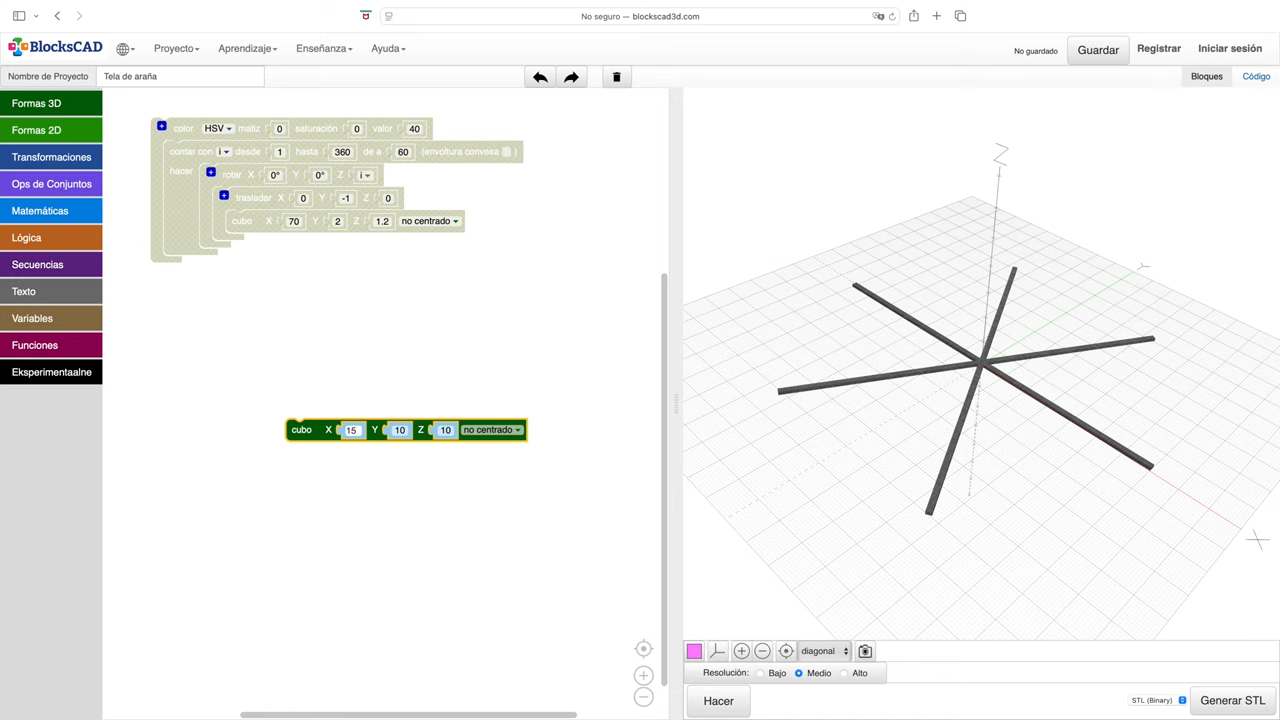 No seguro — blockscad3d.com
BlocksCAD
Proyecto
Aprendizaje
Enseñanza
Ayuda
No guardado
Guardar
Registrar
Iniciar sesión
Nombre de Proyecto
Tela de araña
Bloques
Código
Formas 3D
Formas 2D
Transformaciones
Ops de Conjuntos
Matemáticas
Lógica
Secuencias
Texto
Variables
Funciones
Eksperimentaalne
color HSV matiz 0 saturación 0 valor 40
contar con i desde 1 hasta 360 de a 60 (envoltura convexa )
hacer rotar X 0° Y 0° Z i
trasladar X 0 Y -1 Z 0
cubo X 70 Y 2 Z 1.2 no centrado
cubo X 15 Y 10 Z 10 no centrado
Z
Y
X
diagonal
Resolución: Bajo Medio Alto
Hacer
STL (Binary)
Generar STL